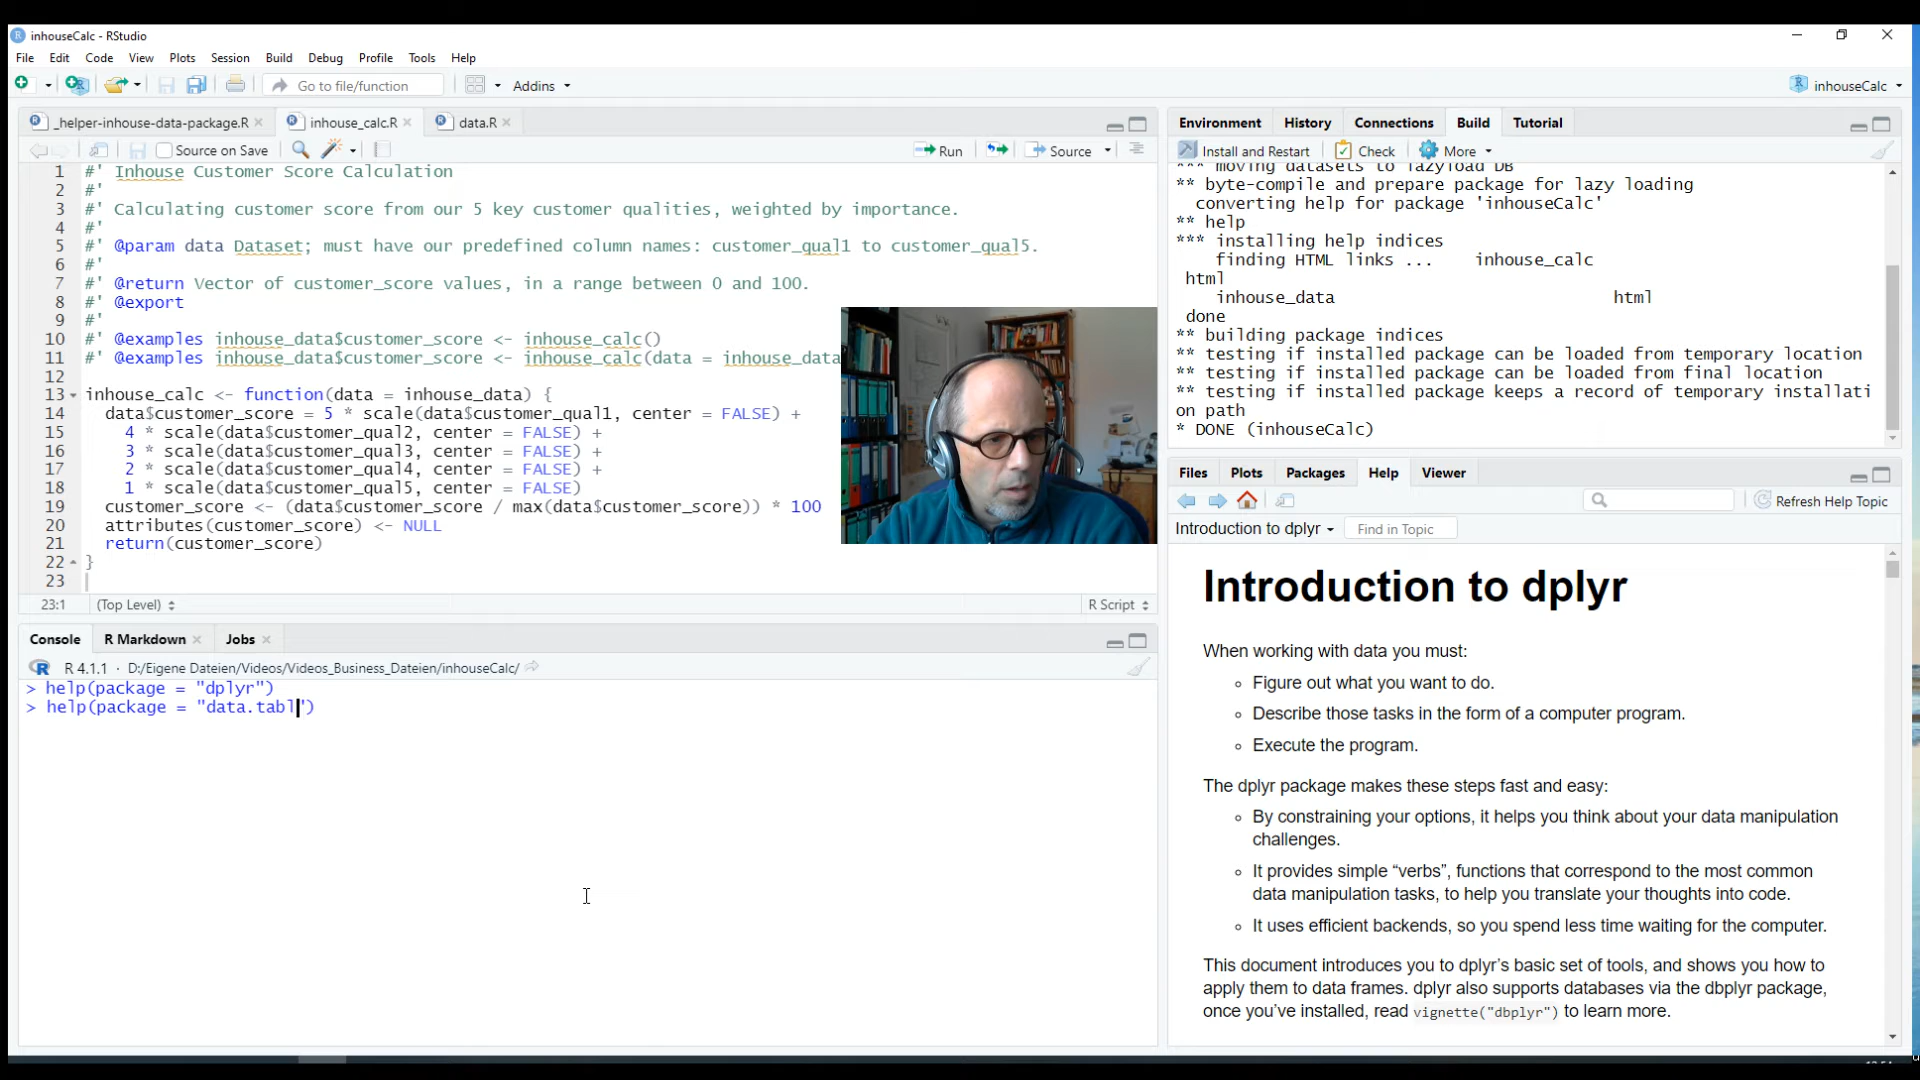 inhouseCalc - RStudio
File Edit Code View Plots Session Build Debug Profile Tools Help
Go to file/function Addins inhouseCalc
_helper-inhouse-data-package.R inhouse_calc.R data.R
Source on Save Run Source
1 #' Inhouse Customer Score Calculation
2 #'
3 #' Calculating customer score from our 5 key customer qualities, weighted by importance.
4 #'
5 #' @param data Dataset; must have our predefined column names: customer_qual1 to customer_qual5.
6 #'
7 #' @return Vector of customer_score values, in a range between 0 and 100.
8 #' @export
9 #'
10 #' @examples inhouse_data$customer_score <- inhouse_calc()
11 #' @examples inhouse_data$customer_score <- inhouse_calc(data = inhouse_data
12
13 inhouse_calc <- function(data = inhouse_data) {
14 data$customer_score = 5 * scale(data$customer_qual1, center = FALSE) +
15 4 * scale(data$customer_qual2, center = FALSE) +
16 3 * scale(data$customer_qual3, center = FALSE) +
17 2 * scale(data$customer_qual4, center = FALSE) +
18 1 * scale(data$customer_qual5, center = FALSE)
19 customer_score <- (data$customer_score / max(data$customer_score)) * 100
20 attributes(customer_score) <- NULL
21 return(customer_score)
22 }
23
23:1 (Top Level) R Script
Console R Markdown Jobs
R 4.1.1 · D:/Eigene Dateien/Videos/Videos_Business_Dateien/inhouseCalc/
> help(package = "dplyr")
> help(package = "data.tabl")
Environment History Connections Build Tutorial
Install and Restart Check More
*** moving datasets to lazyload DB
** byte-compile and prepare package for lazy loading
converting help for package 'inhouseCalc'
** help
*** installing help indices
finding HTML links ... inhouse_calc
html
inhouse_data html
done
** building package indices
** testing if installed package can be loaded from temporary location
** testing if installed package can be loaded from final location
** testing if installed package keeps a record of temporary installati
on path
* DONE (inhouseCalc)
Files Plots Packages Help Viewer
Refresh Help Topic
Introduction to dplyr Find in Topic
Introduction to dplyr
When working with data you must:
Figure out what you want to do.
Describe those tasks in the form of a computer program.
Execute the program.
The dplyr package makes these steps fast and easy:
By constraining your options, it helps you think about your data manipulation
challenges.
It provides simple “verbs”, functions that correspond to the most common
data manipulation tasks, to help you translate your thoughts into code.
It uses efficient backends, so you spend less time waiting for the computer.
This document introduces you to dplyr’s basic set of tools, and shows you how to
apply them to data frames. dplyr also supports databases via the dbplyr package,
once you’ve installed, read vignette("dbplyr") to learn more.